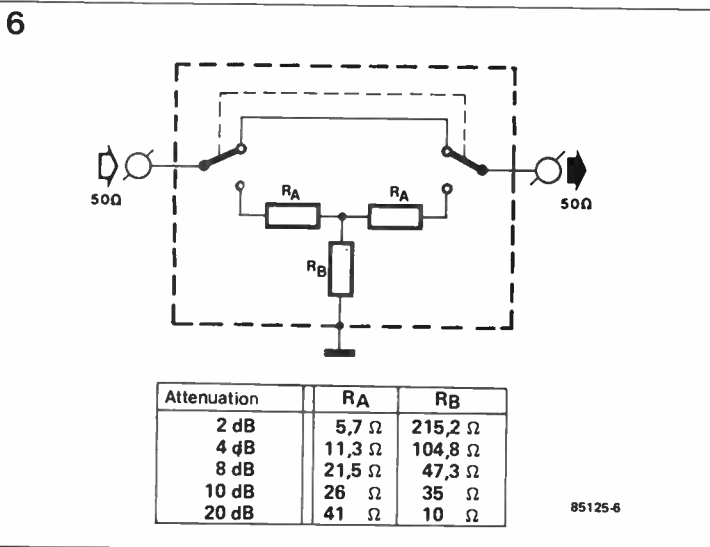 6
50Ω
50Ω
RA
RA
RB
Attenuation RA RB
2 dB 5,7 Ω 215,2 Ω
4 dB 11,3 Ω 104,8 Ω
8 dB 21,5 Ω 47,3 Ω
10 dB 26 Ω 35 Ω
20 dB 41 Ω 10 Ω
85125-6